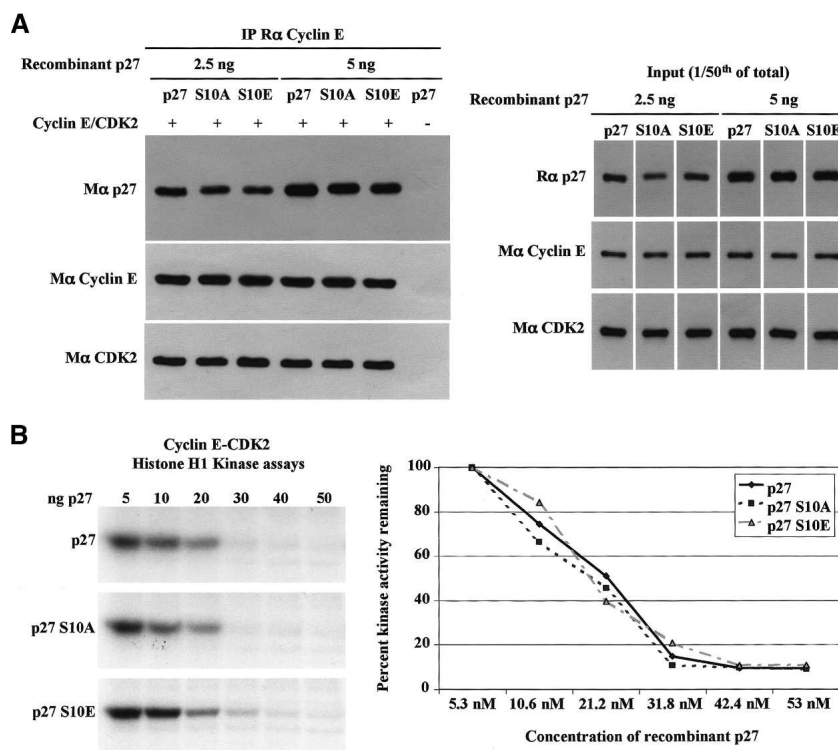 A
IP Rα Cyclin E
Recombinant p27 2.5 ng 5 ng
p27 S10A S10E p27 S10A S10E p27
Cyclin E/CDK2 + + + + + + -
Mα p27
Mα Cyclin E
Mα CDK2
Input (1/50th of total)
Recombinant p27 2.5 ng 5 ng
p27 S10A S10E p27 S10A S10E
Rα p27
Mα Cyclin E
Mα CDK2
B
Cyclin E-CDK2
Histone H1 Kinase assays
ng p27 5 10 20 30 40 50
p27
p27 S10A
p27 S10E
Percent kinase activity remaining
100
80
60
40
20
0
p27
p27 S10A
p27 S10E
5.3 nM 10.6 nM 21.2 nM 31.8 nM 42.4 nM 53 nM
Concentration of recombinant p27